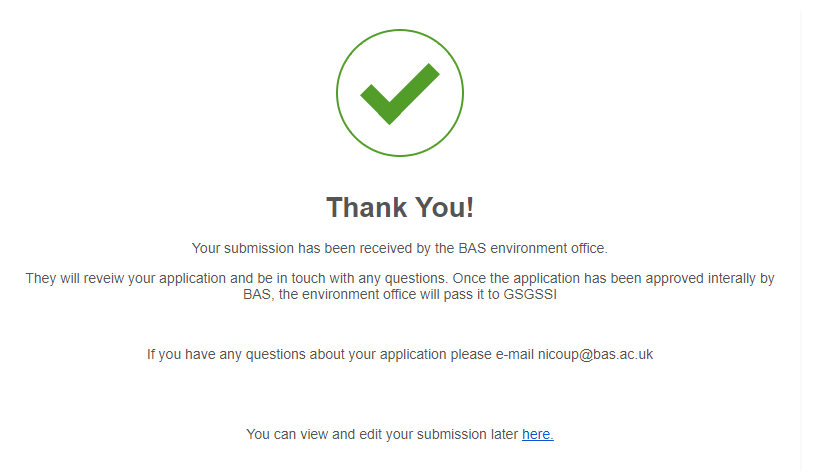 Thank You!
Your submission has been received by the BAS environment office.
They will reveiw your application and be in touch with any questions. Once the application has been approved interally by
BAS, the environment office will pass it to GSGSSI
If you have any questions about your application please e-mail nicoup@bas.ac.uk
You can view and edit your submission later here.